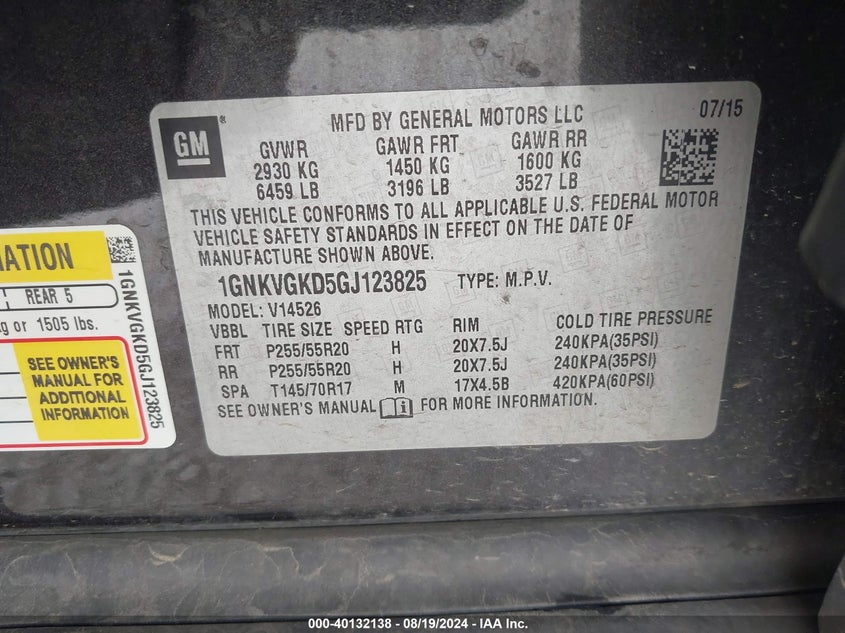 MFD BY GENERAL MOTORS LLC 07/15
GM
GVWR GAWR FRT GAWR RR
2930 KG 1450 KG 1600 KG
6459 LB 3196 LB 3527 LB
THIS VEHICLE CONFORMS TO ALL APPLICABLE U.S. FEDERAL MOTOR
VEHICLE SAFETY STANDARDS IN EFFECT ON THE DATE OF
MANUFACTURE SHOWN ABOVE.
1GNKVGKD5GJ123825 TYPE: M.P.V.
MODEL: V14526
VBBL TIRE SIZE SPEED RTG RIM COLD TIRE PRESSURE
FRT P255/55R20 H 20X7.5J 240KPA(35PSI)
RR P255/55R20 H 20X7.5J 240KPA(35PSI)
SPA T145/70R17 M 17X4.5B 420KPA(60PSI)
SEE OWNER'S MANUAL FOR MORE INFORMATION.
REAR 5
or 1505 lbs.
SEE OWNER'S
MANUAL FOR
ADDITIONAL
INFORMATION
1GNKVGKD5GJ123825
000-40132138 - 08/19/2024 - IAA Inc.